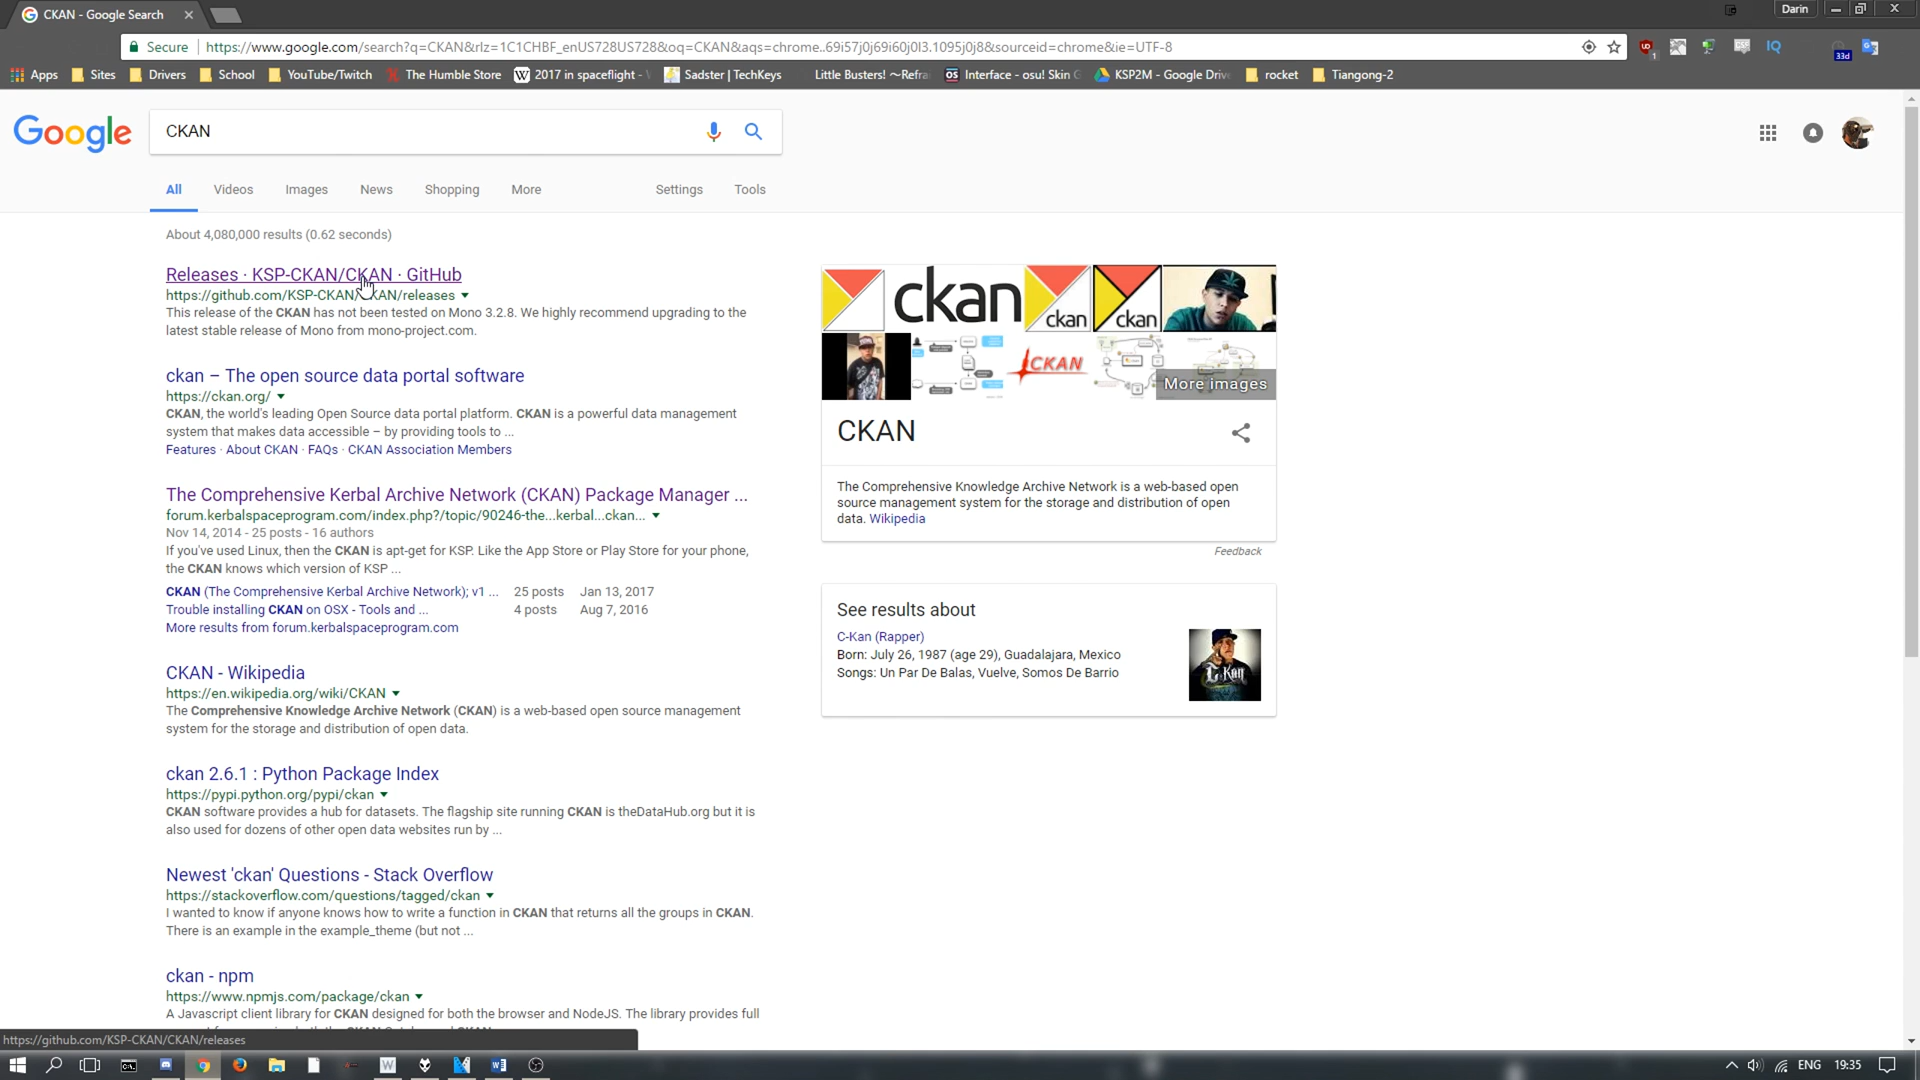 CKAN - Google Search
Darin
Secure
https://www.google.com/search?q=CKAN&rlz=1C1CHBF_enUS728US728&oq=CKAN&aqs=chrome..69i57j0j69i60j0l3.1095j0j8&sourceid=chrome&ie=UTF-8
33d
Apps
Sites
Drivers
School
YouTube/Twitch
The Humble Store
2017 in spaceflight -
Sadster | TechKeys
Little Busters! ~Refra
Interface - osu! Skin
KSP2M - Google Driv
rocket
Tiangong-2
Google
CKAN
All
Videos
Images
News
Shopping
More
Settings
Tools
About 4,080,000 results (0.62 seconds)
Releases · KSP-CKAN/CKAN · GitHub
https://github.com/KSP-CKAN/ KAN/releases
This release of the CKAN has not been tested on Mono 3.2.8. We highly recommend upgrading to the
latest stable release of Mono from mono-project.com.
ckan – The open source data portal software
https://ckan.org/
CKAN, the world's leading Open Source data portal platform. CKAN is a powerful data management
system that makes data accessible – by providing tools to ...
Features · About CKAN · FAQs · CKAN Association Members
The Comprehensive Kerbal Archive Network (CKAN) Package Manager ...
forum.kerbalspaceprogram.com/index.php?/topic/90246-the...kerbal...ckan...
Nov 14, 2014 - 25 posts - 16 authors
If you've used Linux, then the CKAN is apt-get for KSP. Like the App Store or Play Store for your phone,
the CKAN knows which version of KSP ...
CKAN (The Comprehensive Kerbal Archive Network); v1 ... 25 posts Jan 13, 2017
Trouble installing CKAN on OSX - Tools and ... 4 posts Aug 7, 2016
More results from forum.kerbalspaceprogram.com
CKAN - Wikipedia
https://en.wikipedia.org/wiki/CKAN
The Comprehensive Knowledge Archive Network (CKAN) is a web-based open source management
system for the storage and distribution of open data.
ckan 2.6.1 : Python Package Index
https://pypi.python.org/pypi/ckan
CKAN software provides a hub for datasets. The flagship site running CKAN is theDataHub.org but it is
also used for dozens of other open data websites run by ...
Newest 'ckan' Questions - Stack Overflow
https://stackoverflow.com/questions/tagged/ckan
I wanted to know if anyone knows how to write a function in CKAN that returns all the groups in CKAN.
There is an example in the example_theme (but not ...
ckan - npm
https://www.npmjs.com/package/ckan
A Javascript client library for CKAN designed for both the browser and NodeJS. The library provides full
https://github.com/KSP-CKAN/CKAN/releases
ckan
ckan
ckan
CKAN
More images
CKAN
The Comprehensive Knowledge Archive Network is a web-based open
source management system for the storage and distribution of open
data. Wikipedia
Feedback
See results about
C-Kan (Rapper)
Born: July 26, 1987 (age 29), Guadalajara, Mexico
Songs: Un Par De Balas, Vuelve, Somos De Barrio
C-Kan
ENG
19:35